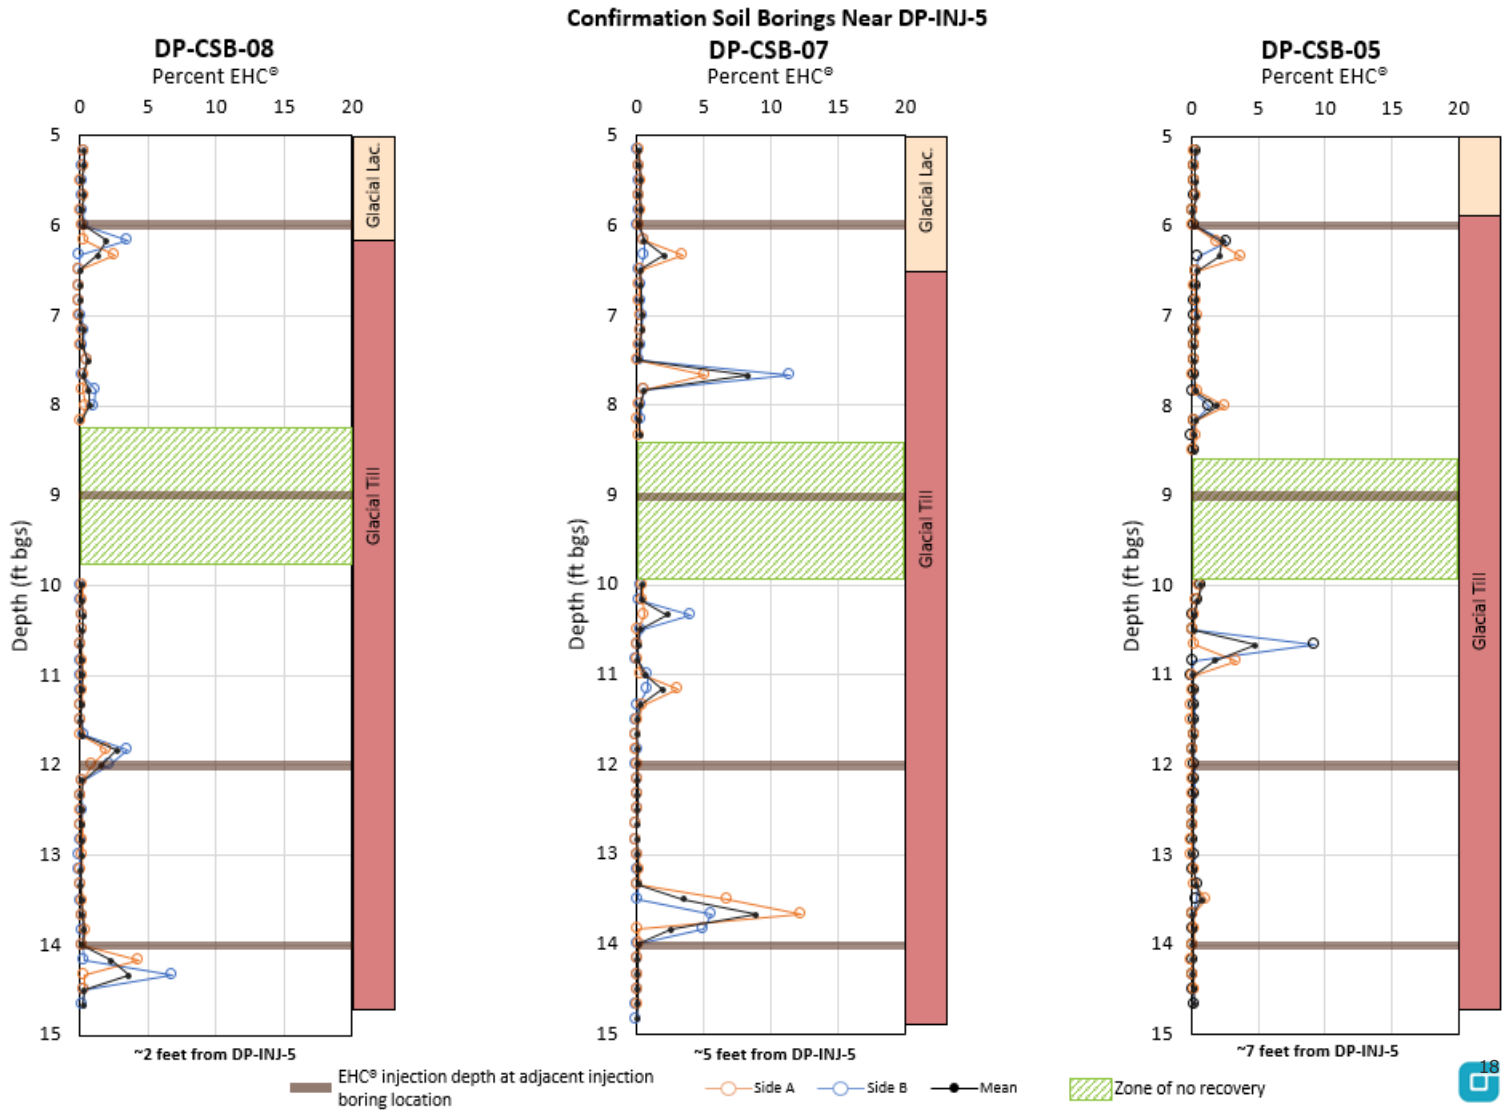 Confirmation Soil Borings Near DP-INJ-5
DP-CSB-08
Percent EHC®
0 5 10 15 20
5
6
7
8
9
10
11
12
13
14
15
Depth (ft bgs)
Glacial Lac.
Glacial Till
~2 feet from DP-INJ-5
DP-CSB-07
Percent EHC®
0 5 10 15 20
5
6
7
8
9
10
11
12
13
14
15
Depth (ft bgs)
Glacial Lac.
Glacial Till
~5 feet from DP-INJ-5
DP-CSB-05
Percent EHC®
0 5 10 15 20
5
6
7
8
9
10
11
12
13
14
15
Depth (ft bgs)
Glacial Till
~7 feet from DP-INJ-5
EHC® injection depth at adjacent injection
boring location
Side A
Side B
Mean
Zone of no recovery
18